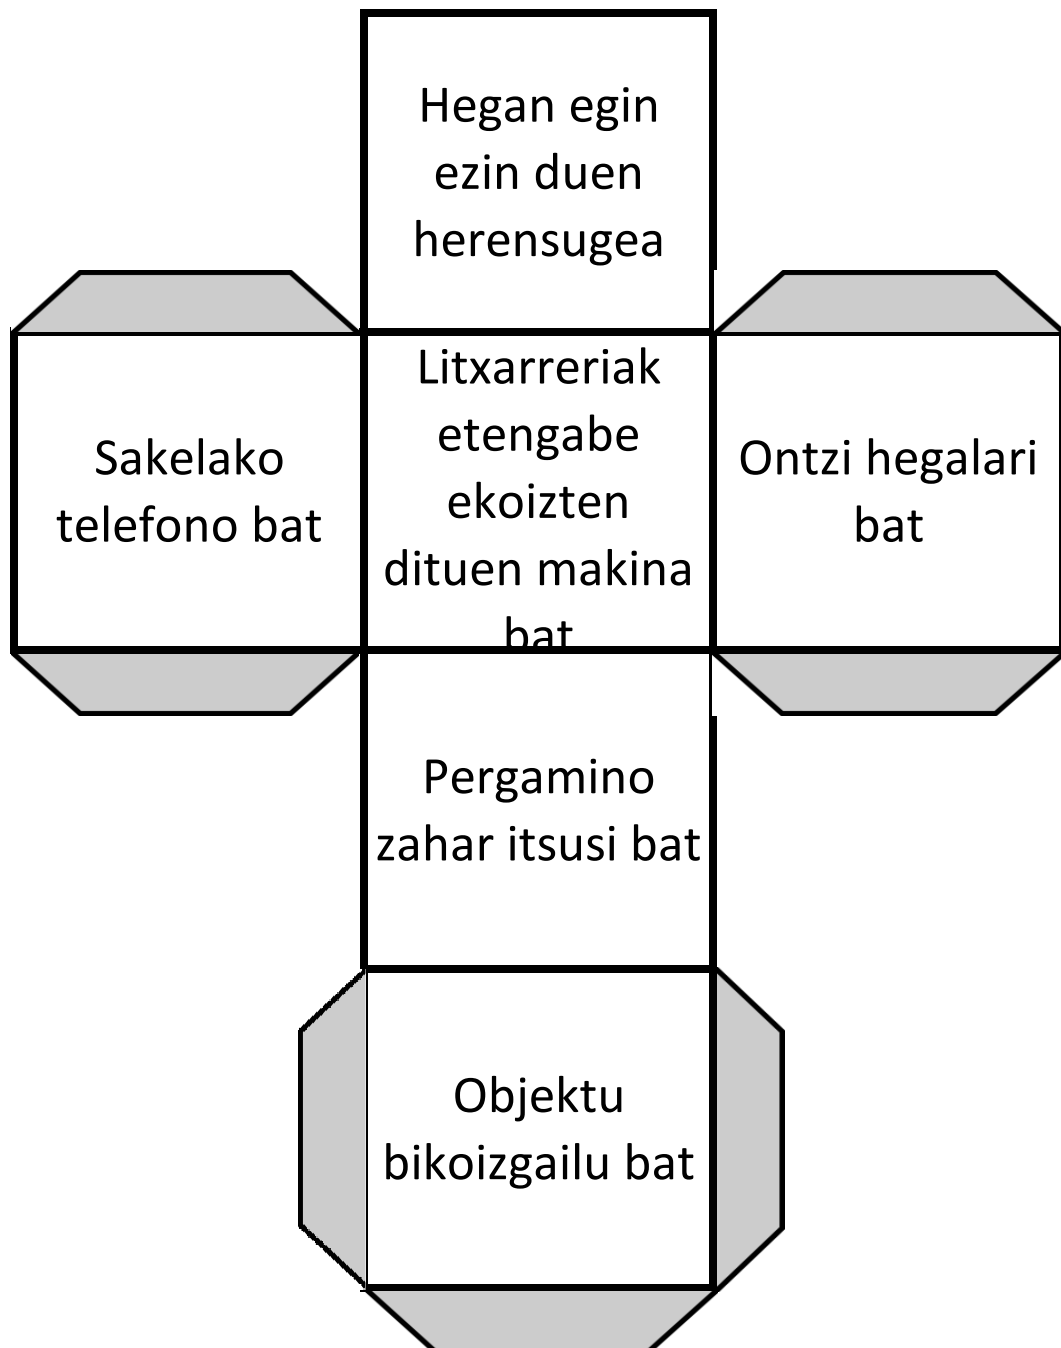 Hegan egin
ezin duen
herensugea
Sakelako
telefono bat
Litxarreriak
etengabe
ekoizten
dituen makina
bat
Ontzi hegalari
bat
Pergamino
zahar itsusi bat
Objektu
bikoizgailu bat